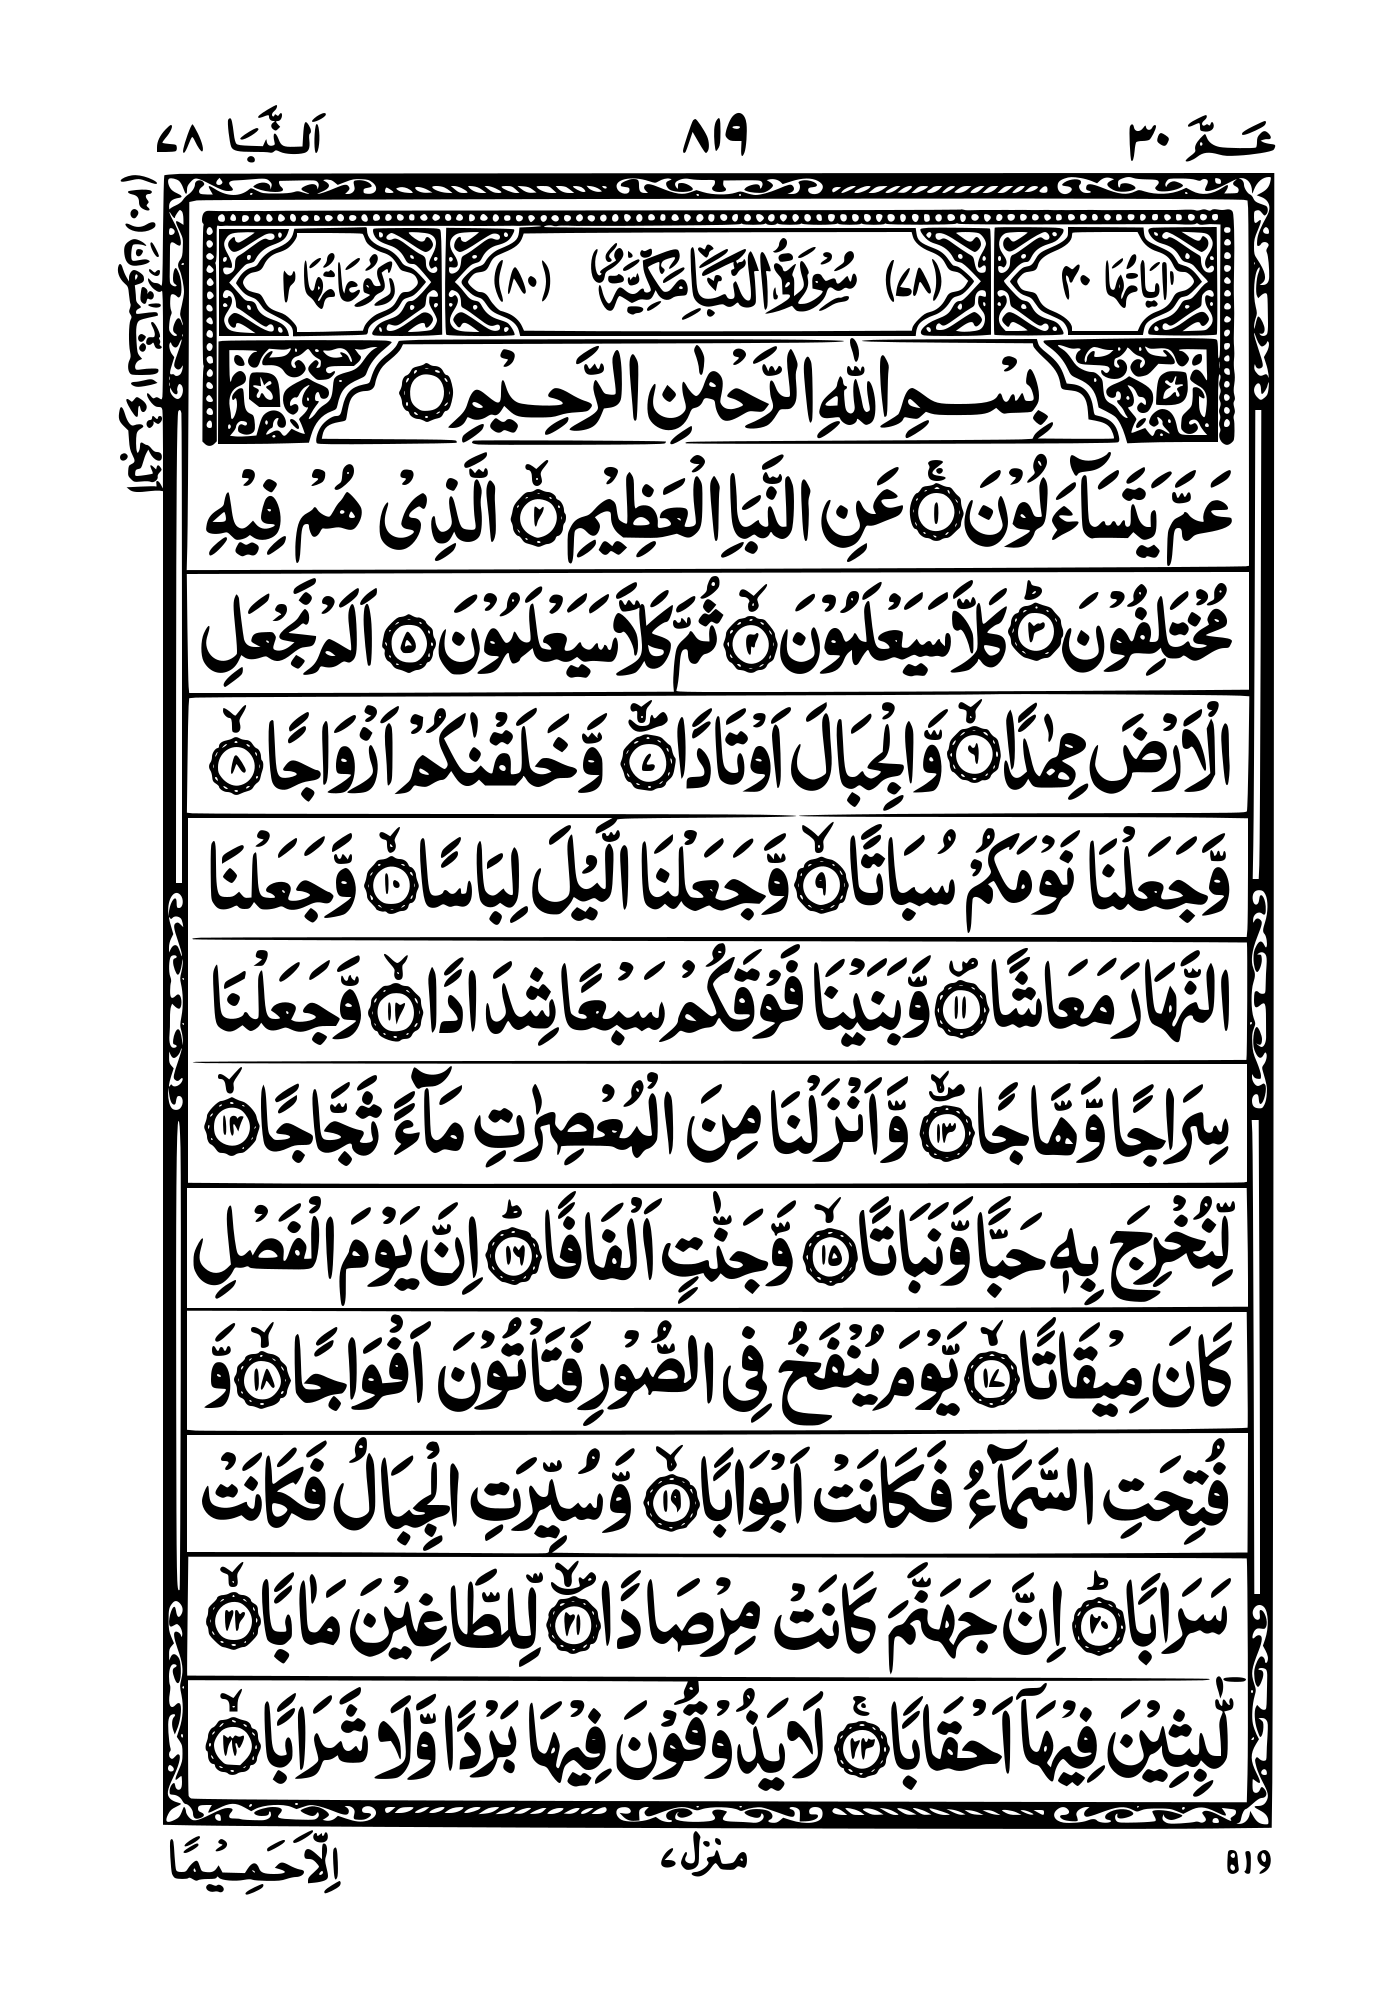 عَـمَّ ٣٠
٨١٩
اَلنَّبَا ٧٨
اَلْجُزْءُ الثَّلٰثُوْنَ (٣٠)
اٰيَاتُهَا ٤٠ (٧٨) سُوْرَةُ النَّبَاِ مَكِّيَّةٌ (٨٠) رُكُوْعَاتُهَا ٢
بِسْمِ اللّٰهِ الرَّحْمٰنِ الرَّحِيْمِ
عَمَّ يَتَسَآءَلُوْنَ ۚ﴿١﴾ عَنِ النَّبَاِ الْعَظِيْمِ ۙ﴿٢﴾ الَّذِىْ هُمْ فِيْهِ
مُخْتَلِفُوْنَ ؕ﴿٣﴾ كَلَّا سَيَعْلَمُوْنَ ۙ﴿٤﴾ ثُمَّ كَلَّا سَيَعْلَمُوْنَ ﴿٥﴾ اَلَمْ نَجْعَلِ
الْاَرْضَ مِهٰدًا ۙ﴿٦﴾ وَّالْجِبَالَ اَوْتَادًا ۪ۙ﴿٧﴾ وَّخَلَقْنٰكُمْ اَزْوَاجًا ۙ﴿٨﴾
وَّجَعَلْنَا نَوْمَكُمْ سُبَاتًا ۙ﴿٩﴾ وَّجَعَلْنَا الَّيْلَ لِبَاسًا ۙ﴿١٠﴾ وَّجَعَلْنَا
النَّهَارَ مَعَاشًا ۪﴿١١﴾ وَّبَنَيْنَا فَوْقَكُمْ سَبْعًا شِدَادًا ۙ﴿١٢﴾ وَّجَعَلْنَا
سِرَاجًا وَّهَّاجًا ۪ۙ﴿١٣﴾ وَّاَنْزَلْنَا مِنَ الْمُعْصِرٰتِ مَآءً ثَجَّاجًا ۙ﴿١٤﴾
لِّنُخْرِجَ بِهٖ حَبًّا وَّنَبَاتًا ۙ﴿١٥﴾ وَّجَنّٰتٍ اَلْفَافًا ؕ﴿١٦﴾ اِنَّ يَوْمَ الْفَصْلِ
كَانَ مِيْقَاتًا ۙ﴿١٧﴾ يَّوْمَ يُنْفَخُ فِى الصُّوْرِ فَتَاْتُوْنَ اَفْوَاجًا ۙ﴿١٨﴾ وَّ
فُتِحَتِ السَّمَآءُ فَكَانَتْ اَبْوَابًا ۙ﴿١٩﴾ وَّسُيِّرَتِ الْجِبَالُ فَكَانَتْ
سَرَابًا ؕ﴿٢٠﴾ اِنَّ جَهَنَّمَ كَانَتْ مِرْصَادًا ۪ۙ﴿٢١﴾ لِّلطَّاغِيْنَ مَاٰبًا ۙ﴿٢٢﴾
لّٰبِثِيْنَ فِيْهَآ اَحْقَابًا ۚ﴿٢٣﴾ لَا يَذُوْقُوْنَ فِيْهَا بَرْدًا وَّلَا شَرَابًا ۙ﴿٢٤﴾
٨١٩
منزل ٧
اِلَّا حَمِيْمًا